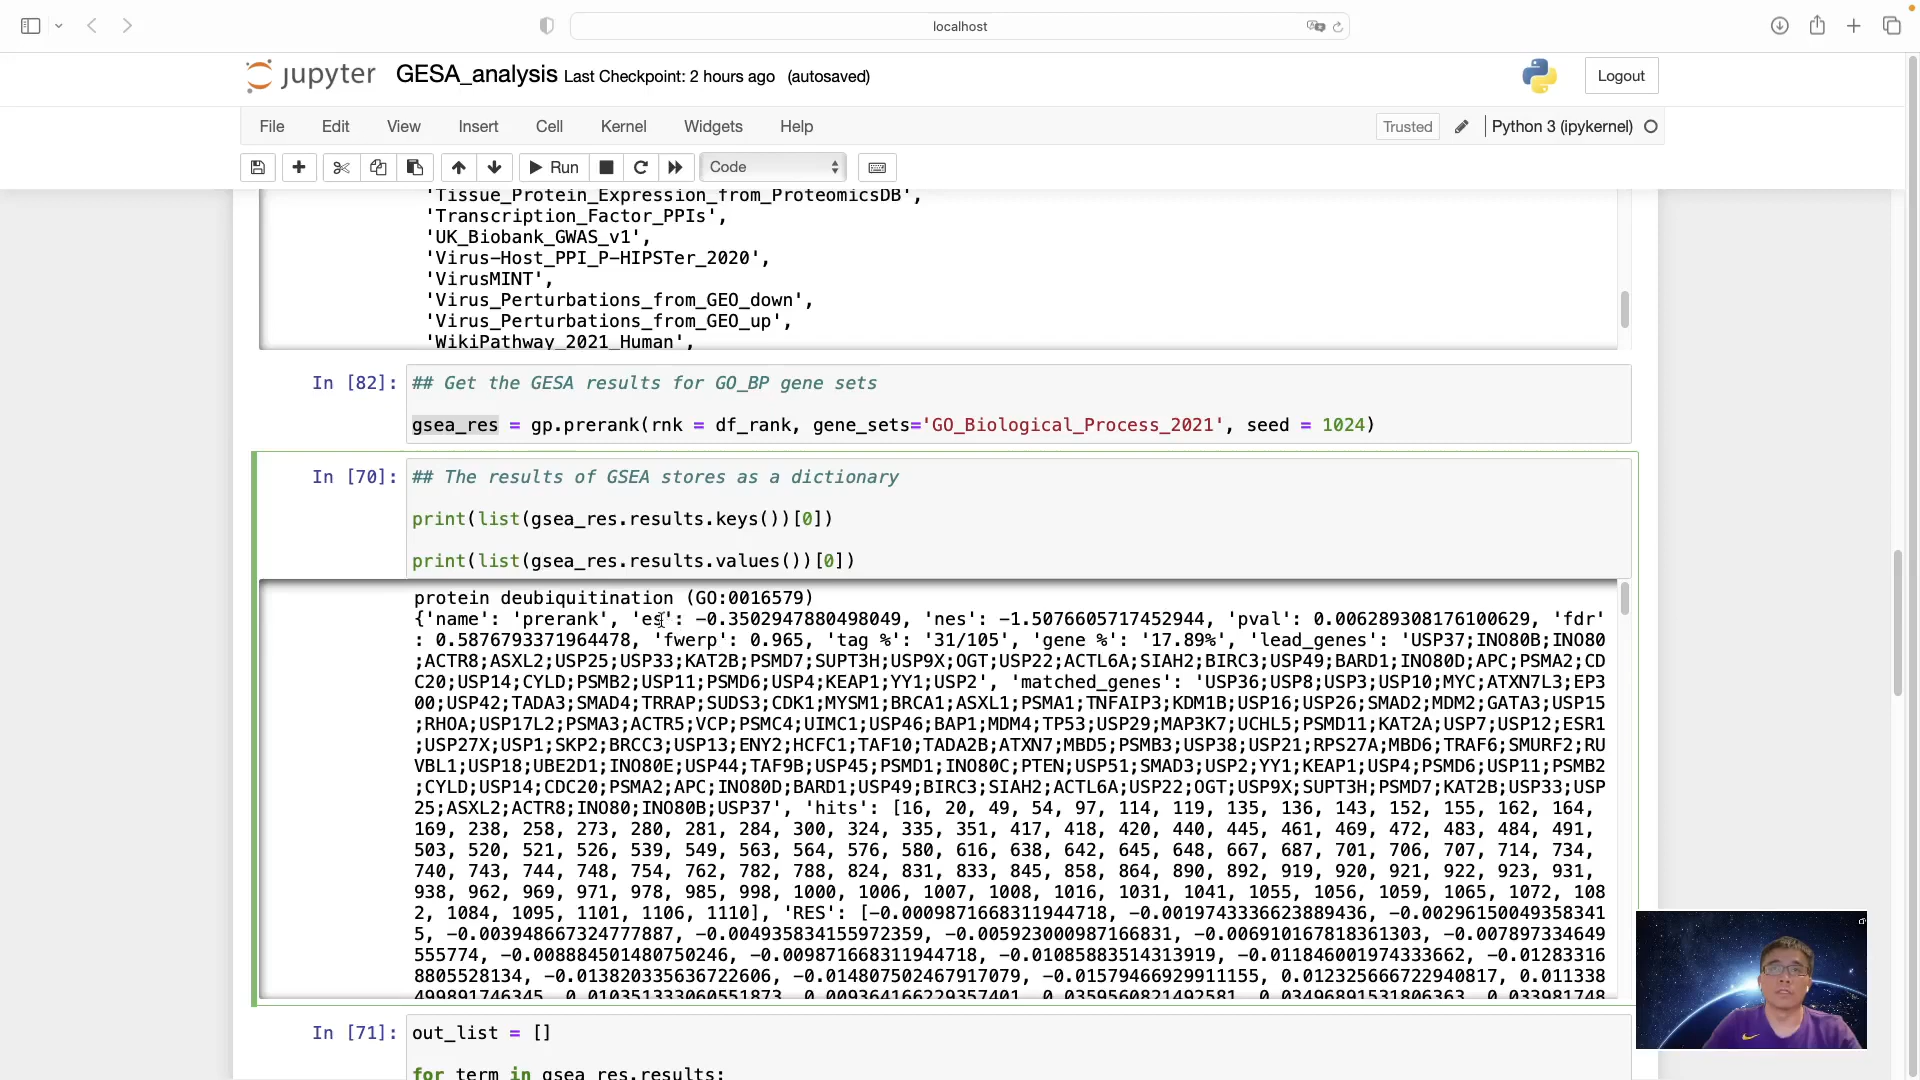 localhost
jupyter GESA_analysis Last Checkpoint: 2 hours ago (autosaved)
Logout
File Edit View Insert Cell Kernel Widgets Help
Trusted Python 3 (ipykernel)
Run Code
'Tissue_Protein_Expression_from_ProteomicsDB',
'Transcription_Factor_PPIs',
'UK_Biobank_GWAS_v1',
'Virus-Host_PPI_P-HIPSTer_2020',
'VirusMINT',
'Virus_Perturbations_from_GEO_down',
'Virus_Perturbations_from_GEO_up',
'WikiPathway_2021_Human',
In [82]: ## Get the GESA results for GO_BP gene sets
gsea_res = gp.prerank(rnk = df_rank, gene_sets='GO_Biological_Process_2021', seed = 1024)
In [70]: ## The results of GSEA stores as a dictionary
print(list(gsea_res.results.keys())[0])
print(list(gsea_res.results.values())[0])
protein deubiquitination (GO:0016579)
{'name': 'prerank', 'es': -0.3502947880498049, 'nes': -1.5076605717452944, 'pval': 0.006289308176100629, 'fdr'
: 0.5876793371964478, 'fwerp': 0.965, 'tag %': '31/105', 'gene %': '17.89%', 'lead_genes': 'USP37;INO80B;INO80
;ACTR8;ASXL2;USP25;USP33;KAT2B;PSMD7;SUPT3H;USP9X;OGT;USP22;ACTL6A;SIAH2;BIRC3;USP49;BARD1;INO80D;APC;PSMA2;CD
C20;USP14;CYLD;PSMB2;USP11;PSMD6;USP4;KEAP1;YY1;USP2', 'matched_genes': 'USP36;USP8;USP3;USP10;MYC;ATXN7L3;EP3
00;USP42;TADA3;SMAD4;TRRAP;SUDS3;CDK1;MYSM1;BRCA1;ASXL1;PSMA1;TNFAIP3;KDM1B;USP16;USP26;SMAD2;MDM2;GATA3;USP15
;RHOA;USP17L2;PSMA3;ACTR5;VCP;PSMC4;UIMC1;USP46;BAP1;MDM4;TP53;USP29;MAP3K7;UCHL5;PSMD11;KAT2A;USP7;USP12;ESR1
;USP27X;USP1;SKP2;BRCC3;USP13;ENY2;HCFC1;TAF10;TADA2B;ATXN7;MBD5;PSMB3;USP38;USP21;RPS27A;MBD6;TRAF6;SMURF2;RU
VBL1;USP18;UBE2D1;INO80E;USP44;TAF9B;USP45;PSMD1;INO80C;PTEN;USP51;SMAD3;USP2;YY1;KEAP1;USP4;PSMD6;USP11;PSMB2
;CYLD;USP14;CDC20;PSMA2;APC;INO80D;BARD1;USP49;BIRC3;SIAH2;ACTL6A;USP22;OGT;USP9X;SUPT3H;PSMD7;KAT2B;USP33;USP
25;ASXL2;ACTR8;INO80;INO80B;USP37', 'hits': [16, 20, 49, 54, 97, 114, 119, 135, 136, 143, 152, 155, 162, 164,
169, 238, 258, 273, 280, 281, 284, 300, 324, 335, 351, 417, 418, 420, 440, 445, 461, 469, 472, 483, 484, 491,
503, 520, 521, 526, 539, 549, 563, 564, 576, 580, 616, 638, 642, 645, 648, 667, 687, 701, 706, 707, 714, 734,
740, 743, 744, 748, 754, 762, 782, 788, 824, 831, 833, 845, 858, 864, 890, 892, 919, 920, 921, 922, 923, 931,
938, 962, 969, 971, 978, 985, 998, 1000, 1006, 1007, 1008, 1016, 1031, 1041, 1055, 1056, 1059, 1065, 1072, 108
2, 1084, 1095, 1101, 1106, 1110], 'RES': [-0.0009871668311944718, -0.0019743336623889436, -0.00296150049358341
5, -0.003948667324777887, -0.004935834155972359, -0.005923000987166831, -0.006910167818361303, -0.007897334649
555774, -0.008884501480750246, -0.009871668311944718, -0.01085883514313919, -0.011846001974333662, -0.01283316
8805528134, -0.013820335636722606, -0.014807502467917079, -0.01579466929911155, 0.012325666722940817, 0.011338
499891746345, 0.010351333060551873, 0.009364166229357401, 0.0359560821492581, 0.03496891531806363, 0.033981748
In [71]: out_list = []
for term in gsea_res.results: